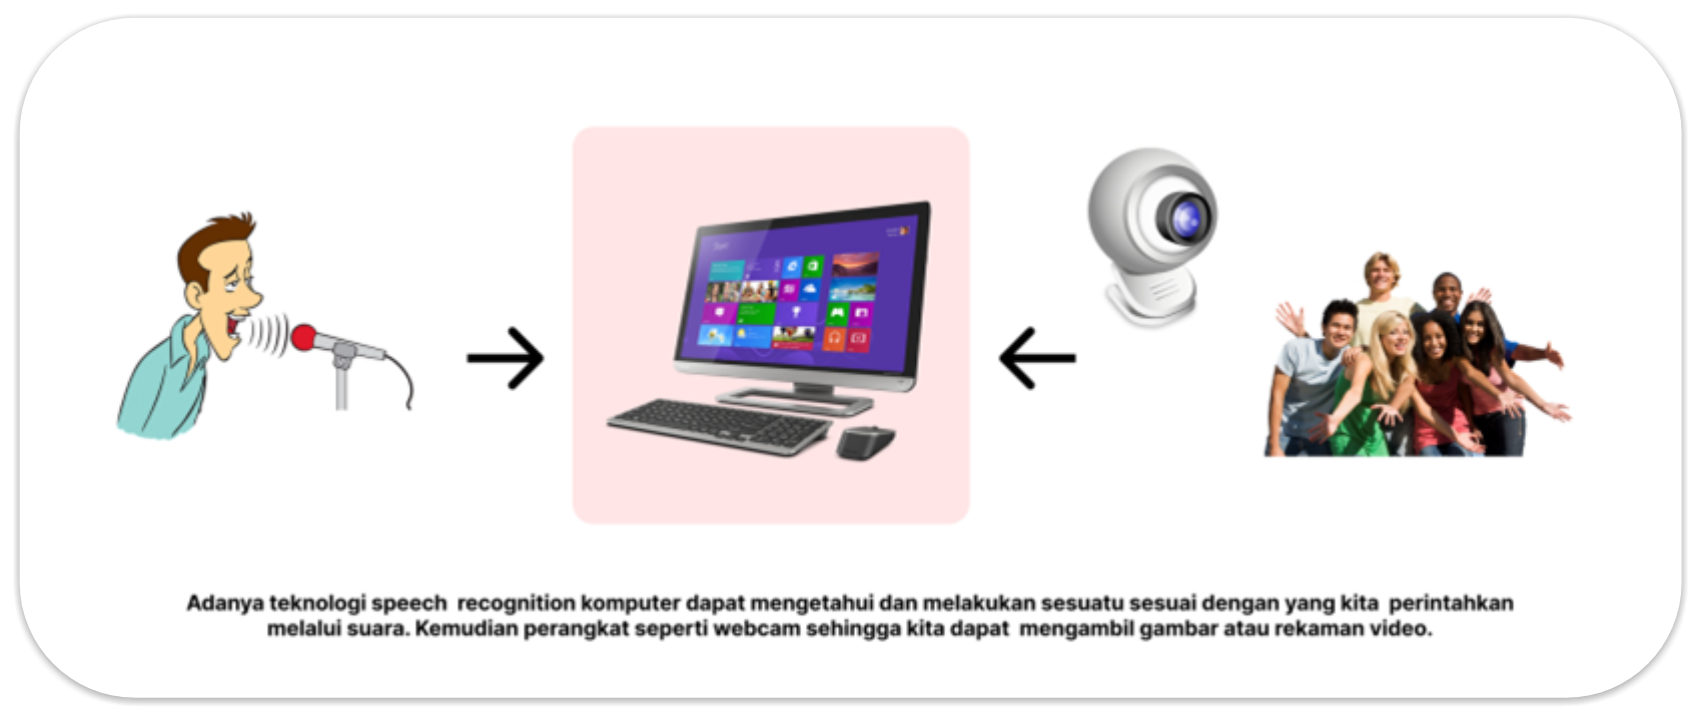 Start
Adanya teknologi speech recognition komputer dapat mengetahui dan melakukan sesuatu sesuai dengan yang kita perintahkan
melalui suara. Kemudian perangkat seperti webcam sehingga kita dapat mengambil gambar atau rekaman video.